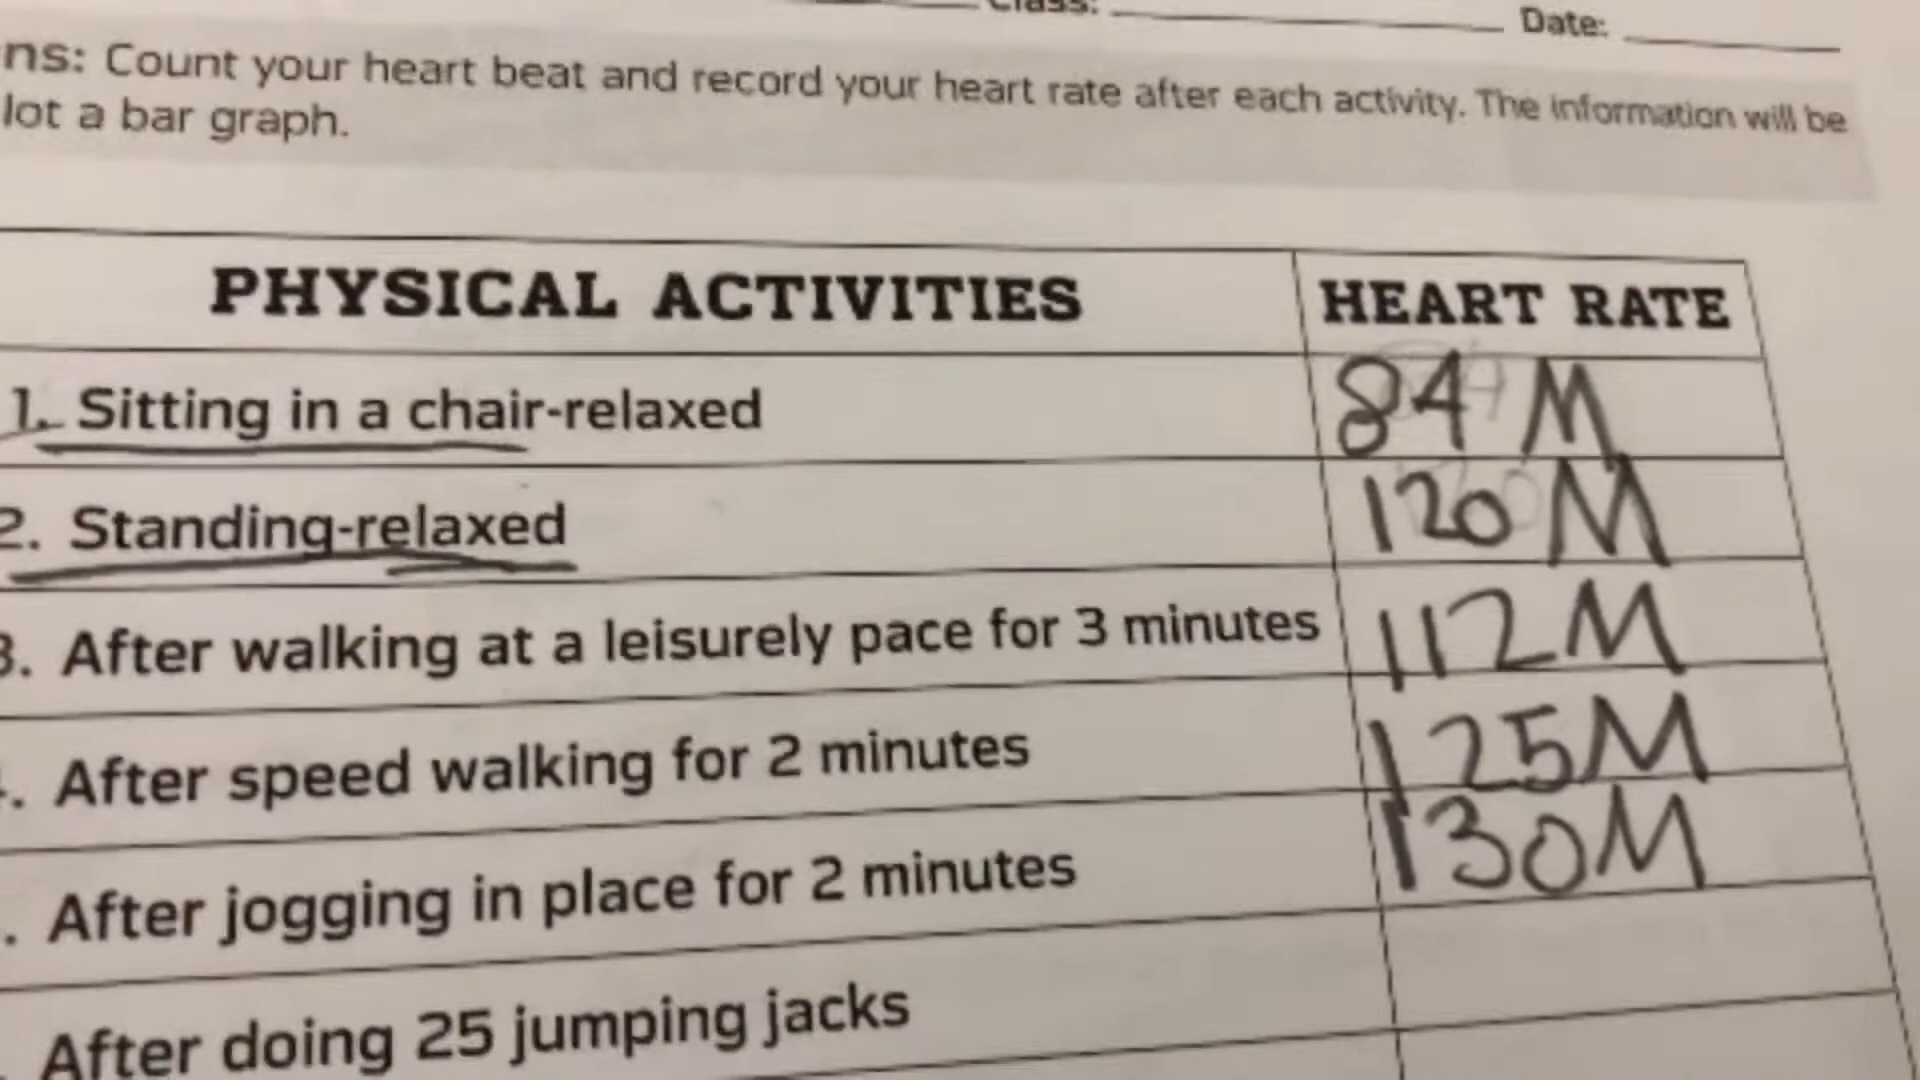 Class: Date:
ns: Count your heart beat and record your heart rate after each activity. The information will be
lot a bar graph.
PHYSICAL ACTIVITIES HEART RATE
1. Sitting in a chair-relaxed 84 M
2. Standing-relaxed 120 M
3. After walking at a leisurely pace for 3 minutes 112 M
. After speed walking for 2 minutes 125 M
. After jogging in place for 2 minutes 130 M
After doing 25 jumping jacks